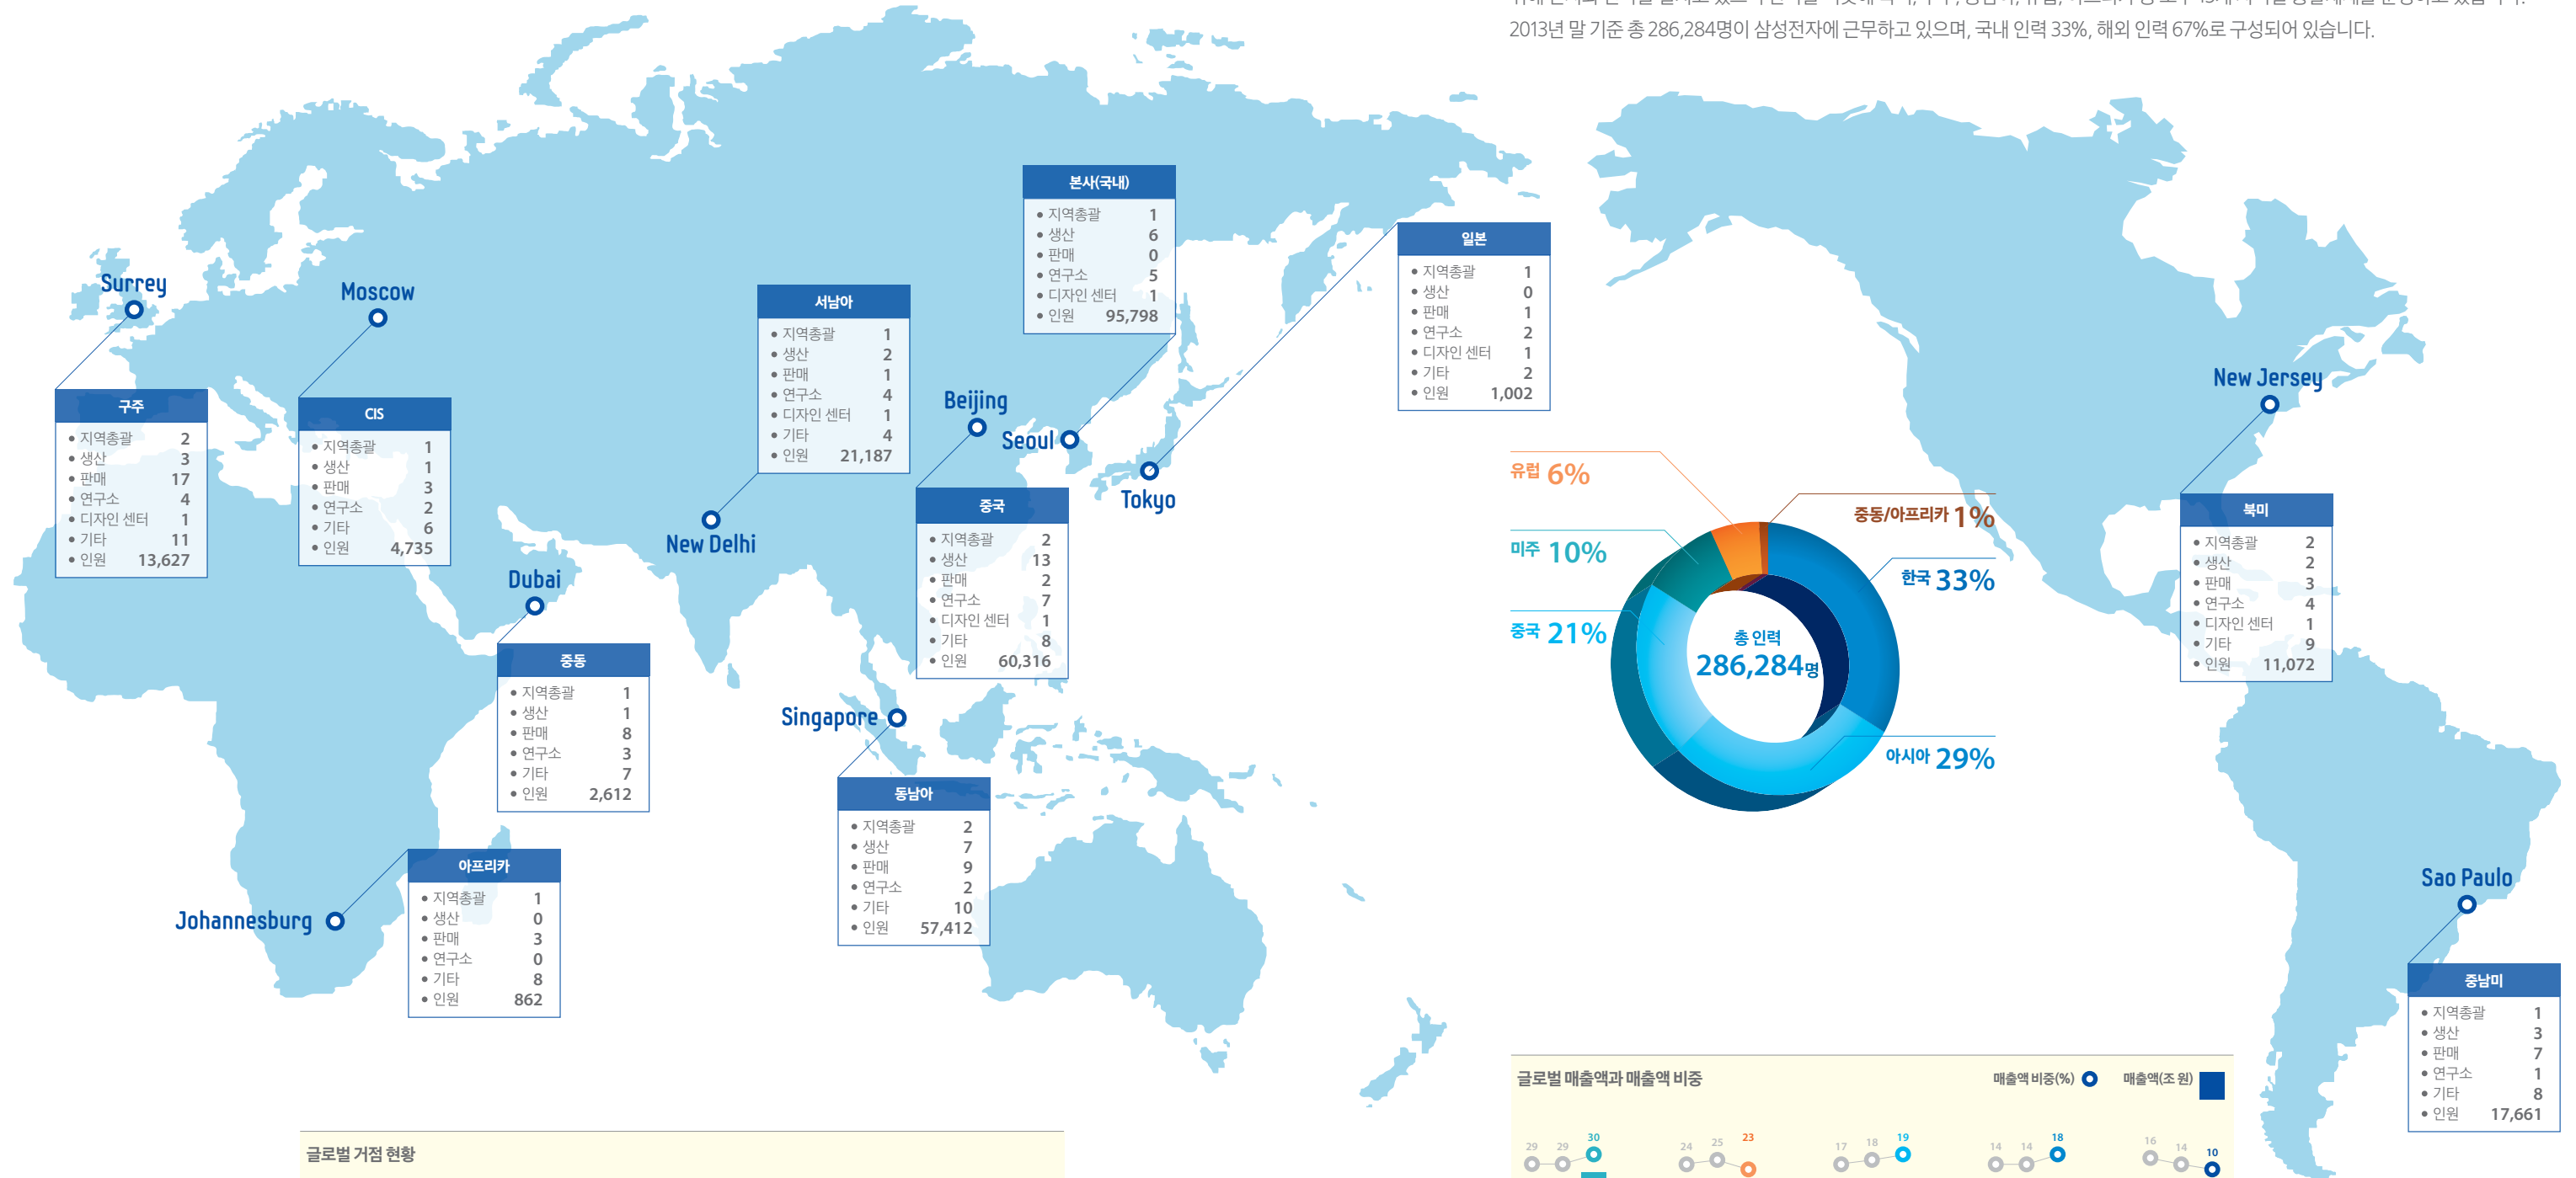 2013년 말 기준 총 286,284명이 삼성전자에 근무하고 있으며, 국내 인력 33%, 해외 인력 67%로 구성되어 있습니다.
본사(국내)
지역총괄 1
생산 6
판매 0
연구소 5
디자인 센터 1
인원 95,798
일본
지역총괄 1
생산 0
판매 1
연구소 2
디자인 센터 1
기타 2
인원 1,002
Surrey
Moscow
서남아
지역총괄 1
생산 2
판매 1
연구소 4
디자인 센터 1
기타 4
인원 21,187
Beijing
Seoul
Tokyo
New Delhi
New Jersey
구주
지역총괄 2
생산 3
판매 17
연구소 4
디자인 센터 1
기타 11
인원 13,627
CIS
지역총괄 1
생산 1
판매 3
연구소 2
기타 6
인원 4,735
중국
지역총괄 2
생산 13
판매 2
연구소 7
디자인 센터 1
기타 8
인원 60,316
유럽 6%
중동/아프리카 1%
미주 10%
한국 33%
중국 21%
총 인력
286,284명
아시아 29%
북미
지역총괄 2
생산 2
판매 3
연구소 4
디자인 센터 1
기타 9
인원 11,072
Dubai
중동
지역총괄 1
생산 1
판매 8
연구소 3
기타 7
인원 2,612
Singapore
동남아
지역총괄 2
생산 7
판매 9
연구소 2
기타 10
인원 57,412
Johannesburg
아프리카
지역총괄 1
생산 0
판매 3
연구소 0
기타 8
인원 862
Sao Paulo
중남미
지역총괄 1
생산 3
판매 7
연구소 1
기타 8
인원 17,661
글로벌 매출액과 매출액 비중
매출액 비중(%) 매출액(조 원)
29 29 30
24 25 23
17 18 19
14 14 18
16 14 10
글로벌 거점 현황